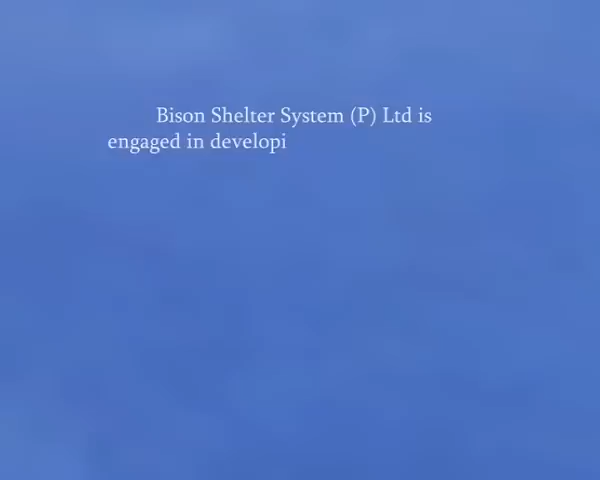 Bison Shelter System (P) Ltd is
engaged in developi